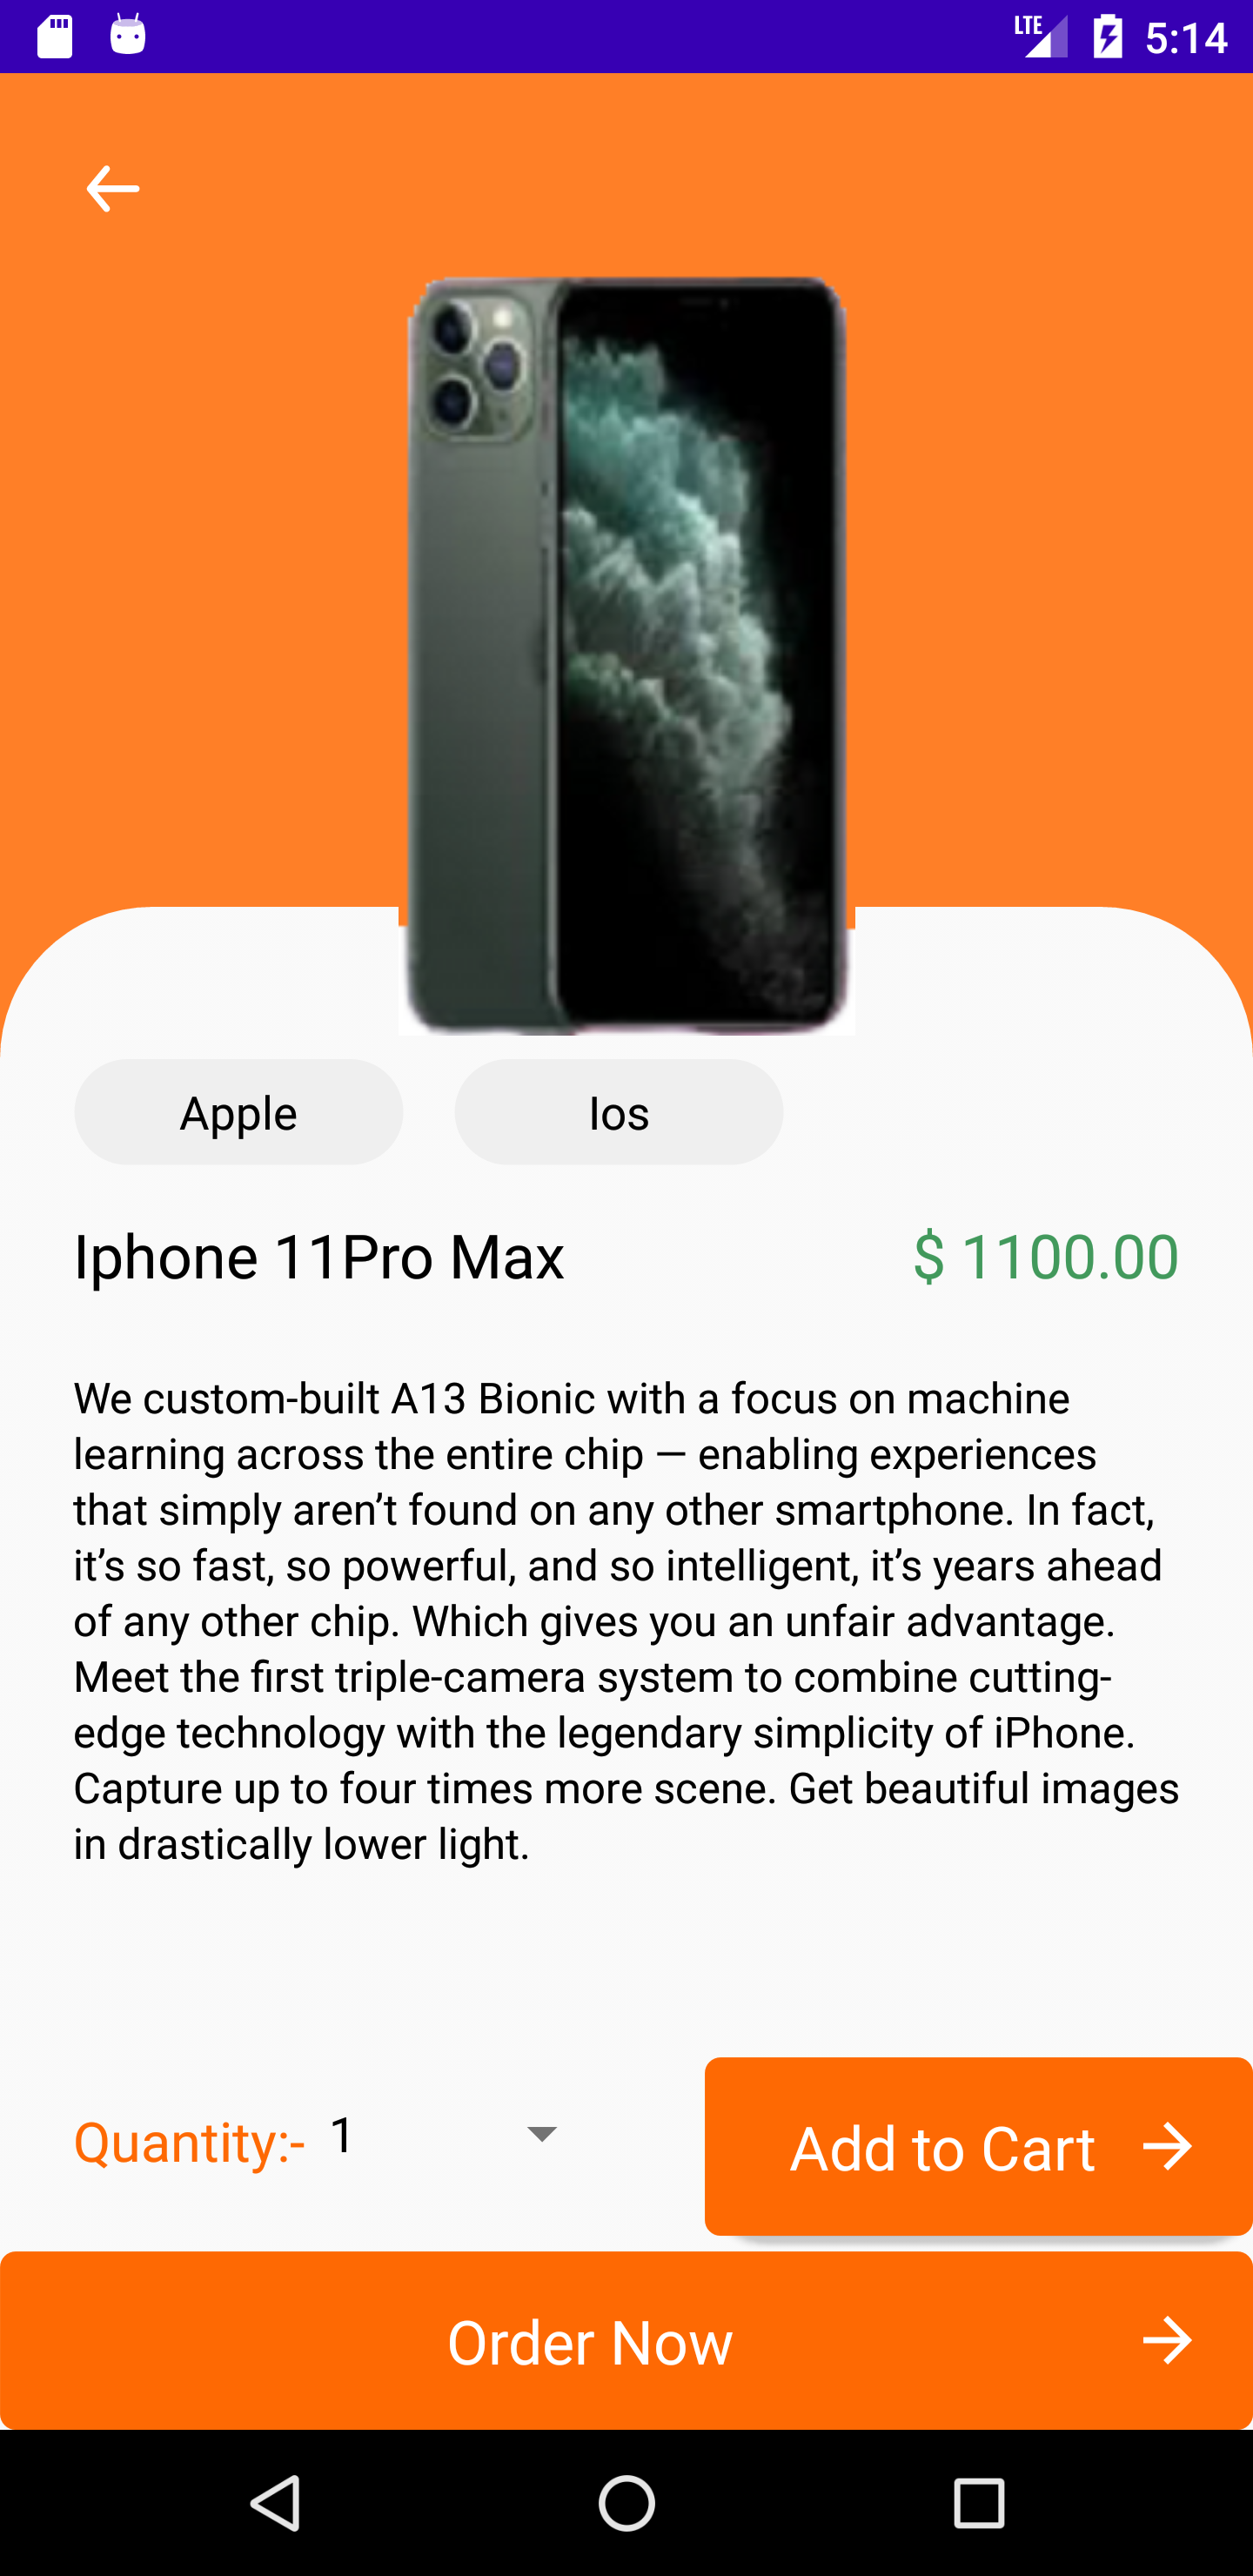 LTE 5:14
Apple Ios
Iphone 11Pro Max $ 1100.00
We custom-built A13 Bionic with a focus on machine
learning across the entire chip — enabling experiences
that simply aren’t found on any other smartphone. In fact,
it’s so fast, so powerful, and so intelligent, it’s years ahead
of any other chip. Which gives you an unfair advantage.
Meet the first triple-camera system to combine cutting-
edge technology with the legendary simplicity of iPhone.
Capture up to four times more scene. Get beautiful images
in drastically lower light.
Quantity:- 1
Add to Cart
Order Now